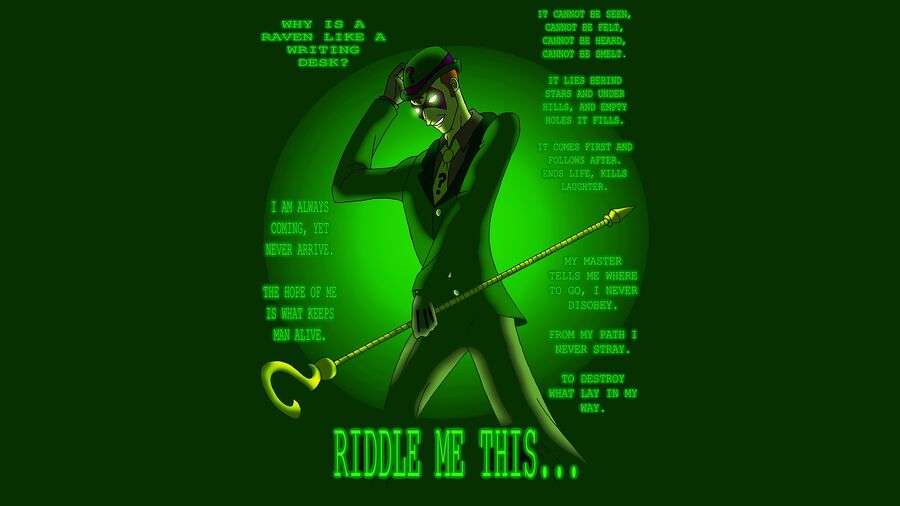 WHY IS A
RAVEN LIKE A
WRITING
DESK?
IT CANNOT BE SEEN,
CANNOT BE FELT,
CANNOT BE HEARD,
CANNOT BE SMELT.
IT LIES BEHIND
STARS AND UNDER
HILLS, AND EMPTY
HOLES IT FILLS.
IT COMES FIRST AND
FOLLOWS AFTER.
ENDS LIFE, KILLS
LAUGHTER.
I AM ALWAYS
COMING, YET
NEVER ARRIVE.
THE HOPE OF ME
IS WHAT KEEPS
MAN ALIVE.
MY MASTER
TELLS ME WHERE
TO GO, I NEVER
DISOBEY.
FROM MY PATH I
NEVER STRAY.
TO DESTROY
WHAT LAY IN MY
WAY.
?
?
RIDDLE ME THIS...